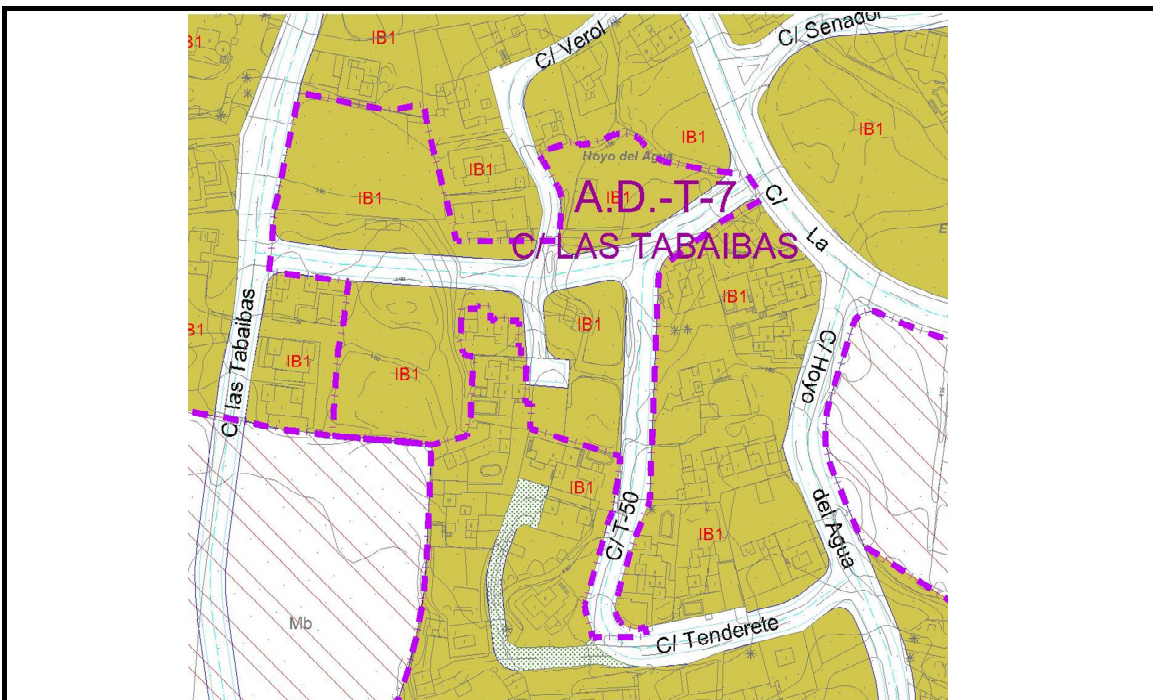 IB1
IB1
C/ Verol
C/ Senador
IB1
IB1
Hoyo del Agua
IB1
IB1
IB1
A.D.-T-7
C/ LAS TABAIBAS
C/ La
IB1
IB1
IB1
IB1
IB1
C/ las Tabaibas
C/ Hoyo
del Agua
IB1
C/ T-50
IB1
Mb
C/ Tenderete